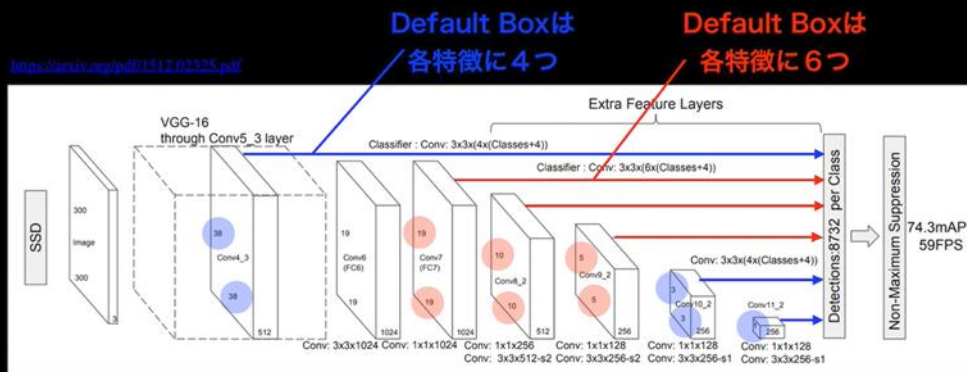 Default Boxは
各特徴に４つ
Default Boxは
各特徴に６つ
https://arxiv.org/pdf/1512.02325.pdf
Extra Feature Layers
VGG-16
through Conv5_3 layer
Classifier : Conv: 3x3x(4x(Classes+4))
Classifier : Conv: 3x3x(6x(Classes+4))
SSD
300
Image
300
3
38
Conv4_3
38
512
19
Conv6
(FC6)
19
1024
19
Conv7
(FC7)
19
1024
10
Conv8_2
10
512
5
Conv9_2
5
256
Conv: 3x3x(4x(Classes+4))
3
Conv10_2
3
256
Conv11_2
256
Detections:8732 per Class
Non-Maximum Suppression
74.3mAP
59FPS
Conv: 3x3x1024
Conv: 1x1x1024
Conv: 1x1x256
Conv: 3x3x512-s2
Conv: 1x1x128
Conv: 3x3x256-s2
Conv: 1x1x128
Conv: 3x3x256-s1
Conv: 1x1x128
Conv: 3x3x256-s1